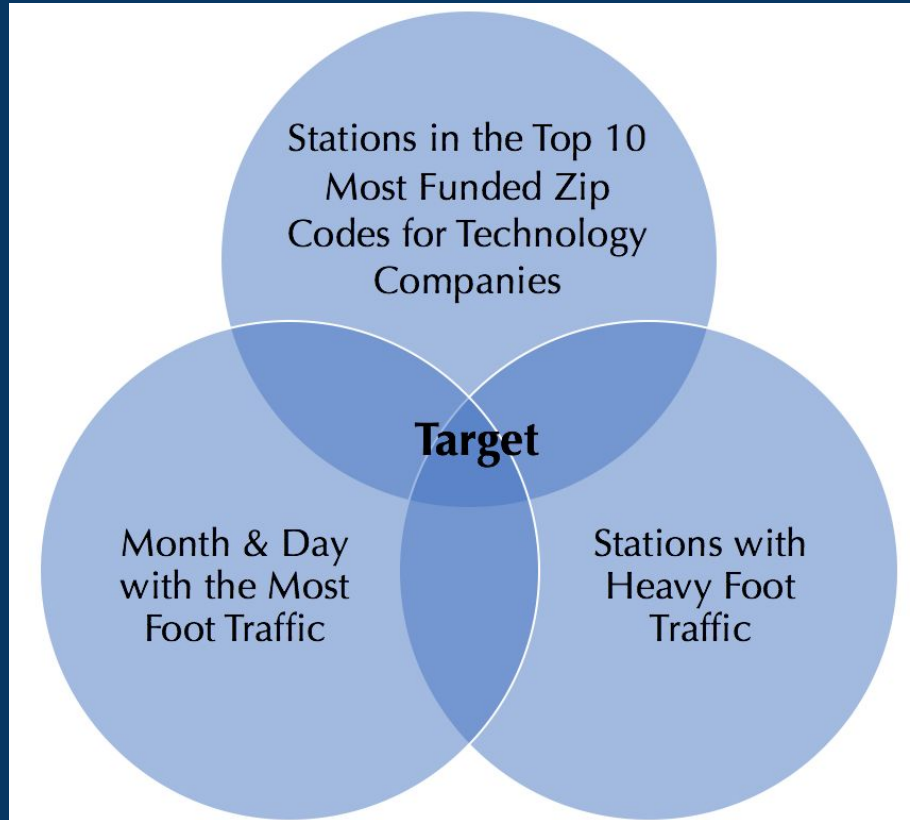 Stations in the Top 10
Most Funded Zip
Codes for Technology
Companies
Target
Month & Day
with the Most
Foot Traffic
Stations with
Heavy Foot
Traffic